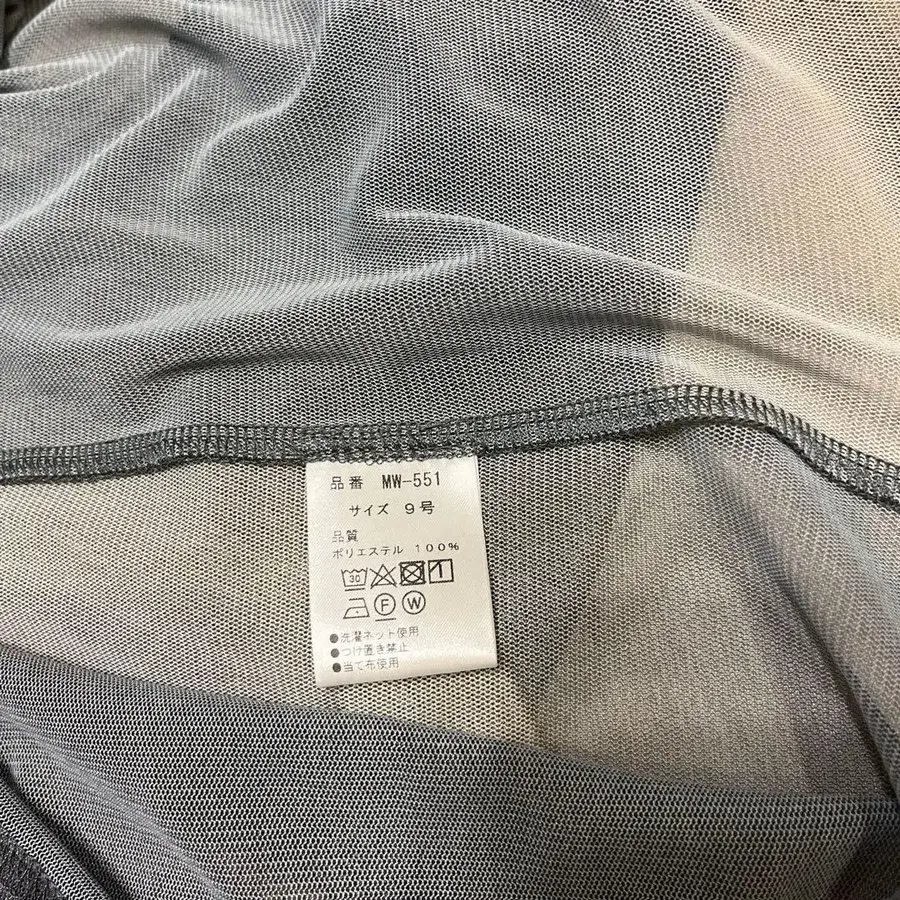 品番 MW-551
サイズ 9号
品質
ポリエステル 100%
30
F W
●洗濯ネット使用
●つけ置き禁止
●当て布使用